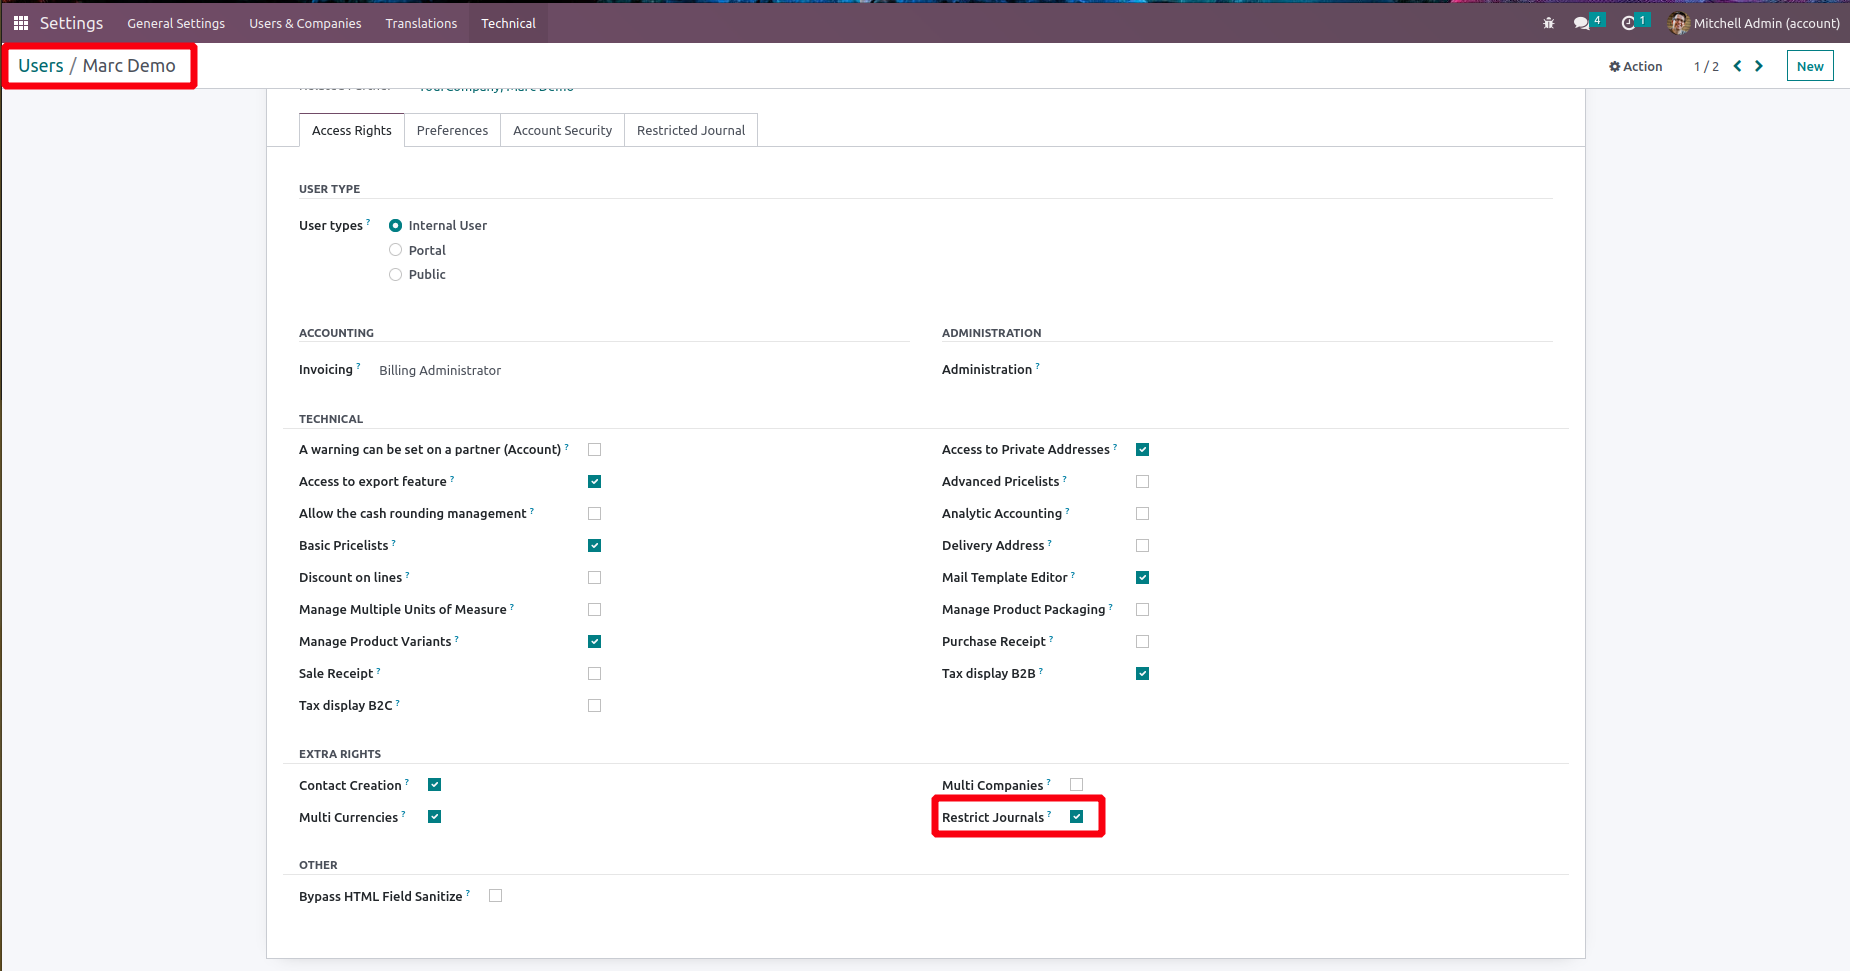 Settings General Settings Users & Companies Translations Technical 4 1 Mitchell Admin (account)
Users / Marc Demo Action 1 / 2 New
Related Partner YourCompany, Marc Demo
Access Rights Preferences Account Security Restricted Journal
USER TYPE
User types ? Internal User
Portal
Public
ACCOUNTING ADMINISTRATION
Invoicing ? Billing Administrator Administration ?
TECHNICAL
A warning can be set on a partner (Account) ? Access to Private Addresses ?
Access to export feature ? Advanced Pricelists ?
Allow the cash rounding management ? Analytic Accounting ?
Basic Pricelists ? Delivery Address ?
Discount on lines ? Mail Template Editor ?
Manage Multiple Units of Measure ? Manage Product Packaging ?
Manage Product Variants ? Purchase Receipt ?
Sale Receipt ? Tax display B2B ?
Tax display B2C ?
EXTRA RIGHTS
Contact Creation ? Multi Companies ?
Multi Currencies ? Restrict Journals ?
OTHER
Bypass HTML Field Sanitize ?